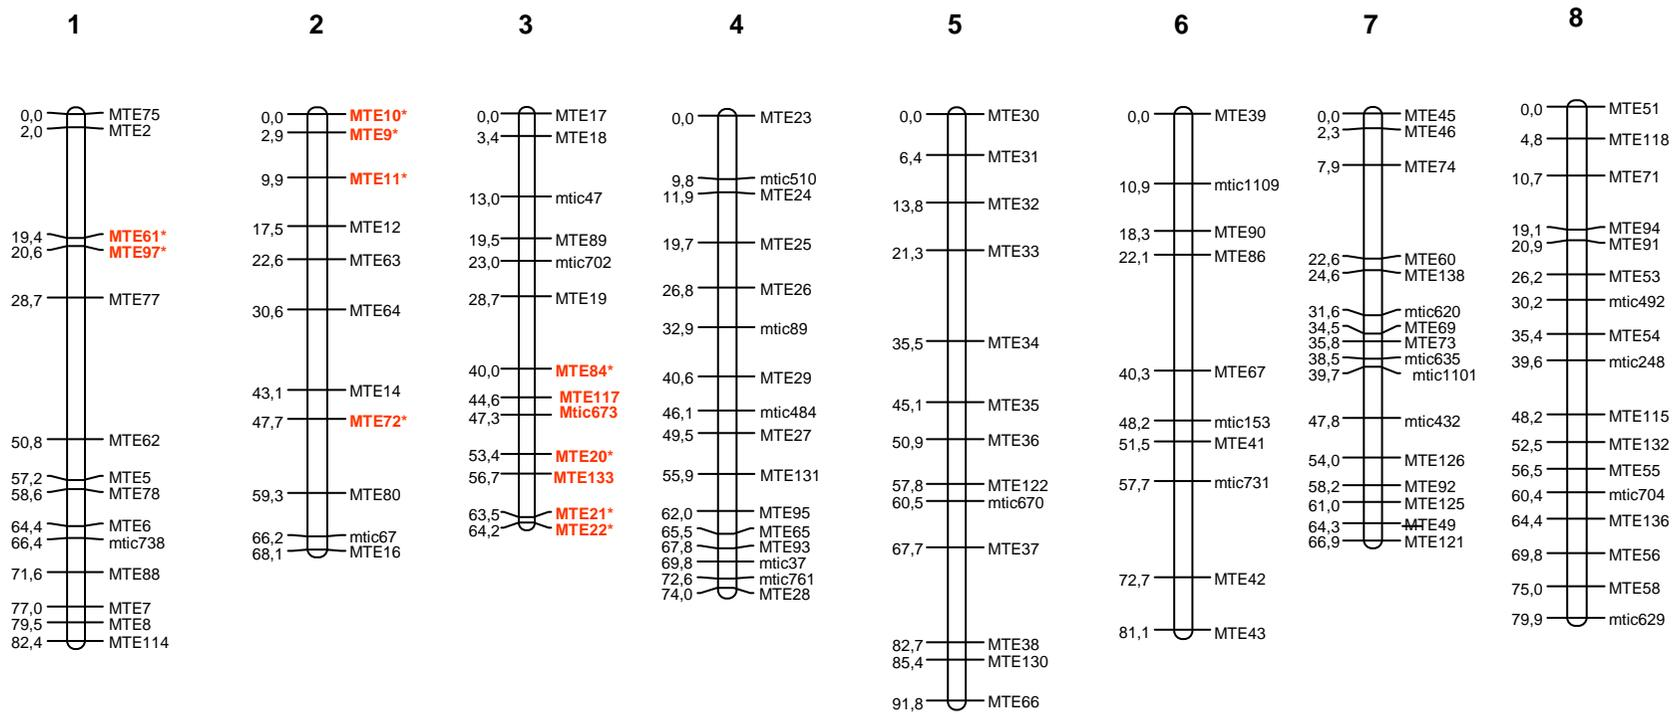 1 2 3 4 5 6 7 8
0,0 MTE75
2,0 MTE2
19,4 MTE61*
20,6 MTE97*
28,7 MTE77
50,8 MTE62
57,2 MTE5
58,6 MTE78
64,4 MTE6
66,4 mtic738
71,6 MTE88
77,0 MTE7
79,5 MTE8
82,4 MTE114
0,0 MTE10*
2,9 MTE9*
9,9 MTE11*
17,5 MTE12
22,6 MTE63
30,6 MTE64
43,1 MTE14
47,7 MTE72*
59,3 MTE80
66,2 mtic67
68,1 MTE16
0,0 MTE17
3,4 MTE18
13,0 mtic47
19,5 MTE89
23,0 mtic702
28,7 MTE19
40,0 MTE84*
44,6 MTE117
47,3 Mtic673
53,4 MTE20*
56,7 MTE133
63,5 MTE21*
64,2 MTE22*
0,0 MTE23
9,8 mtic510
11,9 MTE24
19,7 MTE25
26,8 MTE26
32,9 mtic89
40,6 MTE29
46,1 mtic484
49,5 MTE27
55,9 MTE131
62,0 MTE95
65,5 MTE65
67,8 MTE93
69,8 mtic37
72,6 mtic761
74,0 MTE28
0,0 MTE30
6,4 MTE31
13,8 MTE32
21,3 MTE33
35,5 MTE34
45,1 MTE35
50,9 MTE36
57,8 MTE122
60,5 mtic670
67,7 MTE37
82,7 MTE38
85,4 MTE130
91,8 MTE66
0,0 MTE39
10,9 mtic1109
18,3 MTE90
22,1 MTE86
40,3 MTE67
48,2 mtic153
51,5 MTE41
57,7 mtic731
72,7 MTE42
81,1 MTE43
0,0 MTE45
2,3 MTE46
7,9 MTE74
22,6 MTE60
24,6 MTE138
31,6 mtic620
34,5 MTE69
35,8 MTE73
38,5 mtic635
39,7 mtic1101
47,8 mtic432
54,0 MTE126
58,2 MTE92
61,0 MTE125
64,3 MTE49
66,9 MTE121
0,0 MTE51
4,8 MTE118
10,7 MTE71
19,1 MTE94
20,9 MTE91
26,2 MTE53
30,2 mtic492
35,4 MTE54
39,6 mtic248
48,2 MTE115
52,5 MTE132
56,5 MTE55
60,4 mtic704
64,4 MTE136
69,8 MTE56
75,0 MTE58
79,9 mtic629